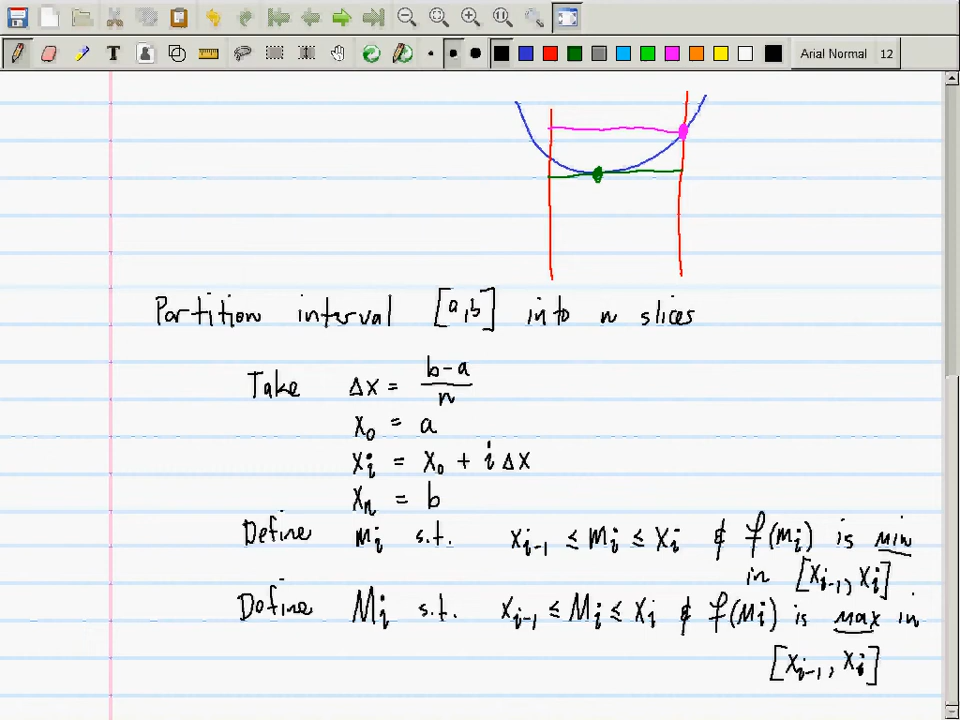 T
Arial Normal 12
Partition interval [a,b] into n slices
Take Δx = (b-a)/n
x₀ = a
xᵢ = x₀ + i Δx
xₙ = b
Define mᵢ s.t. xᵢ₋₁ ≤ mᵢ ≤ xᵢ & f(mᵢ) is min
in [xᵢ₋₁, xᵢ]
Define Mᵢ s.t. xᵢ₋₁ ≤ Mᵢ ≤ xᵢ & f(Mᵢ) is max in
[xᵢ₋₁, xᵢ]